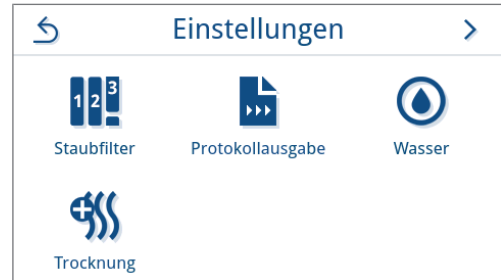 Einstellungen
1 2 3
Staubfilter
Protokollausgabe
Wasser
Trocknung